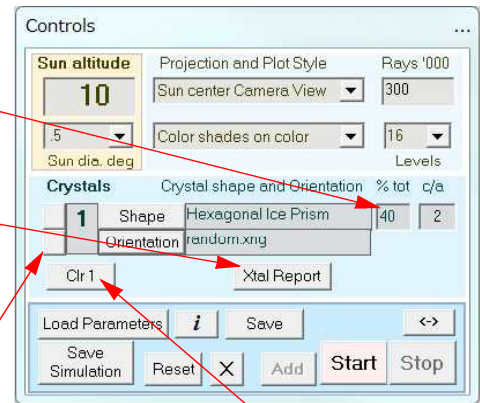 Controls ...
Sun altitude Projection and Plot Style Rays '000
10 Sun center Camera View 300
.5 Color shades on color 16
Sun dia. deg Levels
Crystals Crystal shape and Orientation % tot c/a
1 Shape Hexagonal Ice Prism 40 2
Orientation random.xng
Clr 1 Xtal Report
Load Parameters i Save <->
Save Simulation Reset X Add Start Stop